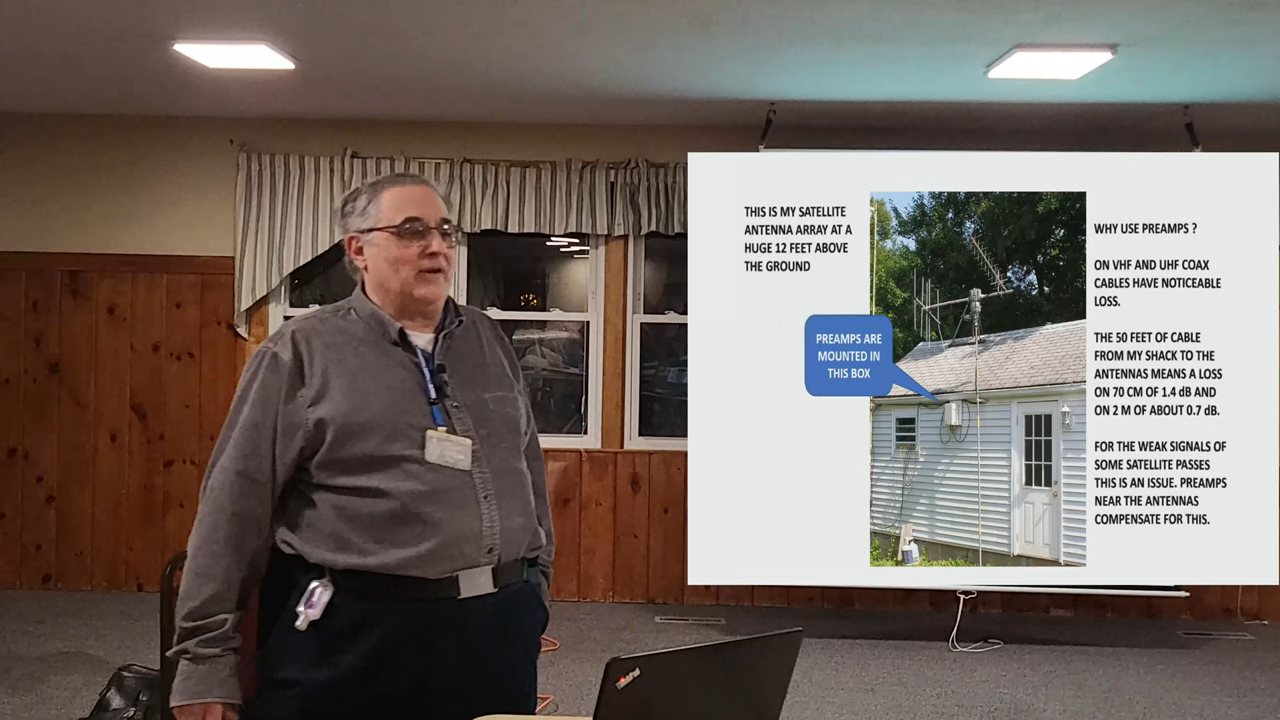 THIS IS MY SATELLITE
ANTENNA ARRAY AT A
HUGE 12 FEET ABOVE
THE GROUND
PREAMPS ARE
MOUNTED IN
THIS BOX
WHY USE PREAMPS ?
ON VHF AND UHF COAX
CABLES HAVE NOTICEABLE
LOSS.
THE 50 FEET OF CABLE
FROM MY SHACK TO THE
ANTENNAS MEANS A LOSS
ON 70 CM OF 1.4 dB AND
ON 2 M OF ABOUT 0.7 dB.
FOR THE WEAK SIGNALS OF
SOME SATELLITE PASSES
THIS IS AN ISSUE. PREAMPS
NEAR THE ANTENNAS
COMPENSATE FOR THIS.
ThinkPad